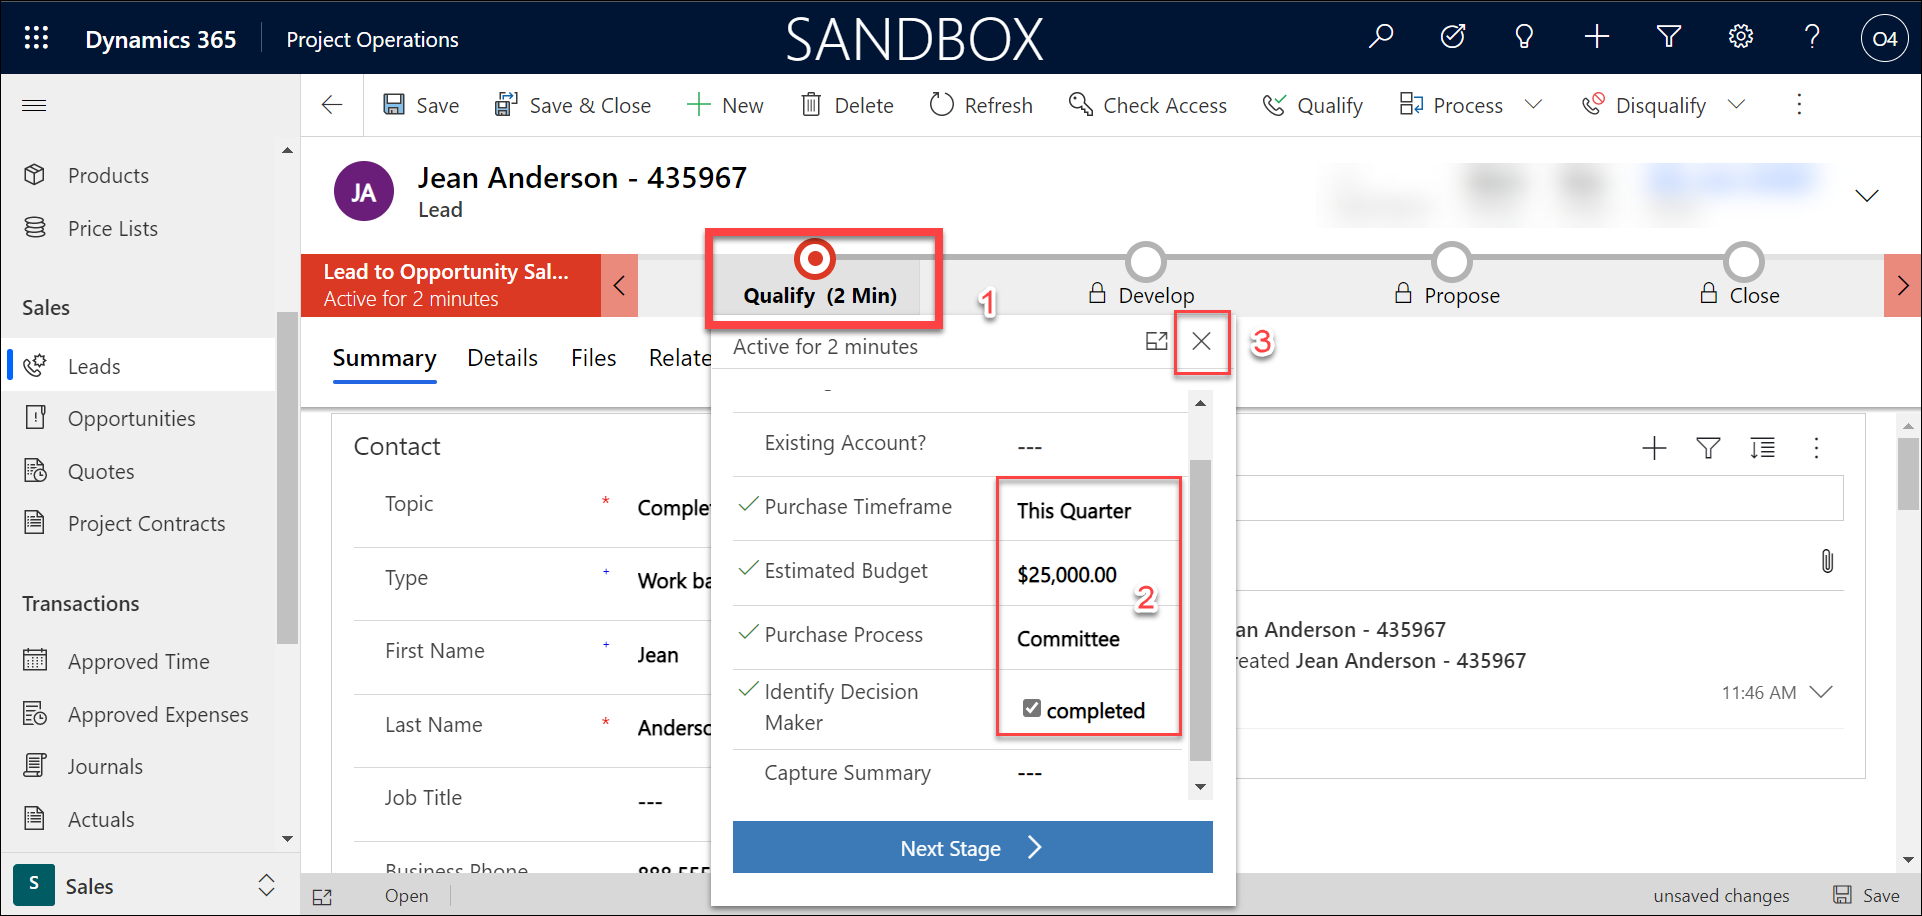 Dynamics 365
Project Operations
SANDBOX
O4
Save
Save & Close
New
Delete
Refresh
Check Access
Qualify
Process
Disqualify
Products
Price Lists
Sales
Leads
Opportunities
Quotes
Project Contracts
Transactions
Approved Time
Approved Expenses
Journals
Actuals
S
Sales
JA
Jean Anderson - 435967
Lead
Lead to Opportunity Sal...
Active for 2 minutes
Qualify (2 Min)
1
Develop
Propose
Close
Summary
Details
Files
Relate
Active for 2 minutes
3
Contact
Topic
*
Comple
Type
+
Work ba
First Name
+
Jean
Last Name
*
Anderso
Job Title
---
Business Phone
888 555
Existing Account?
---
Purchase Timeframe
This Quarter
Estimated Budget
$25,000.00
2
Purchase Process
Committee
Identify Decision
Maker
completed
Capture Summary
---
Next Stage
an Anderson - 435967
reated Jean Anderson - 435967
11:46 AM
Open
unsaved changes
Save